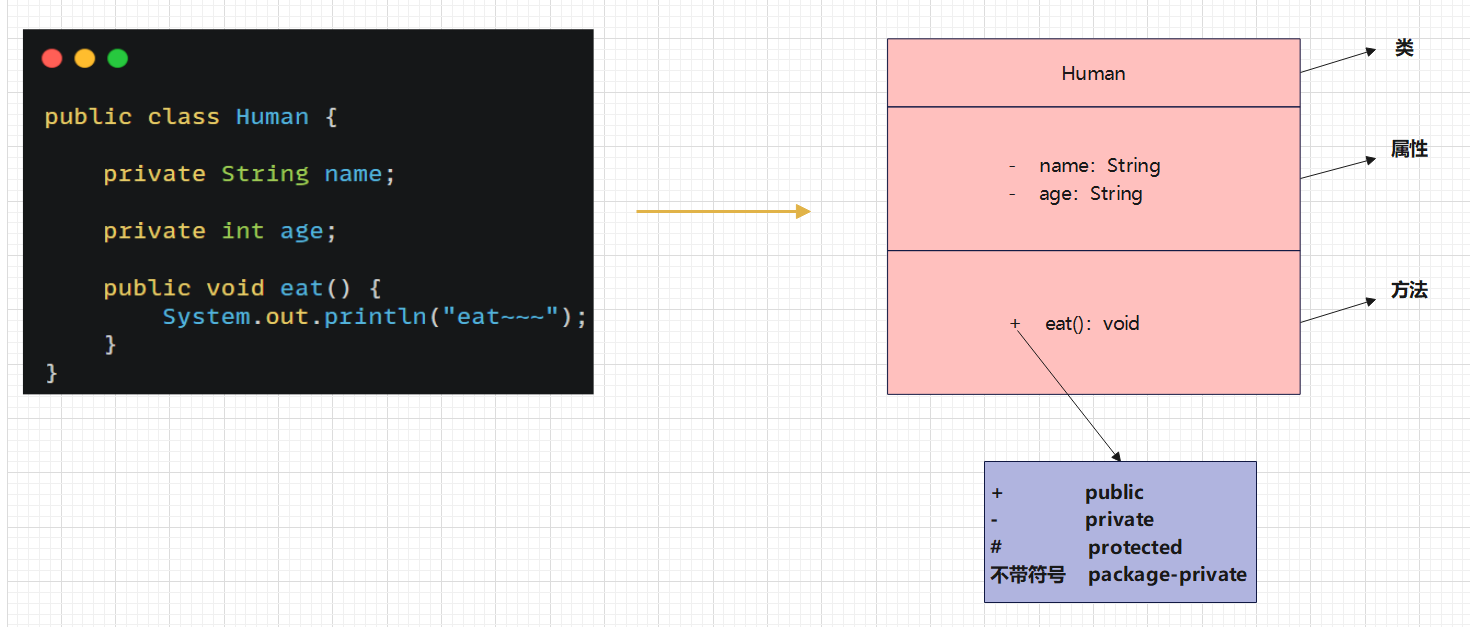 public class Human {
private String name;
private int age;
public void eat() {
System.out.println("eat~~~");
}
}
Human
类
- name：String
- age：String
属性
+ eat()：void
方法
+ public
- private
# protected
不带符号 package-private